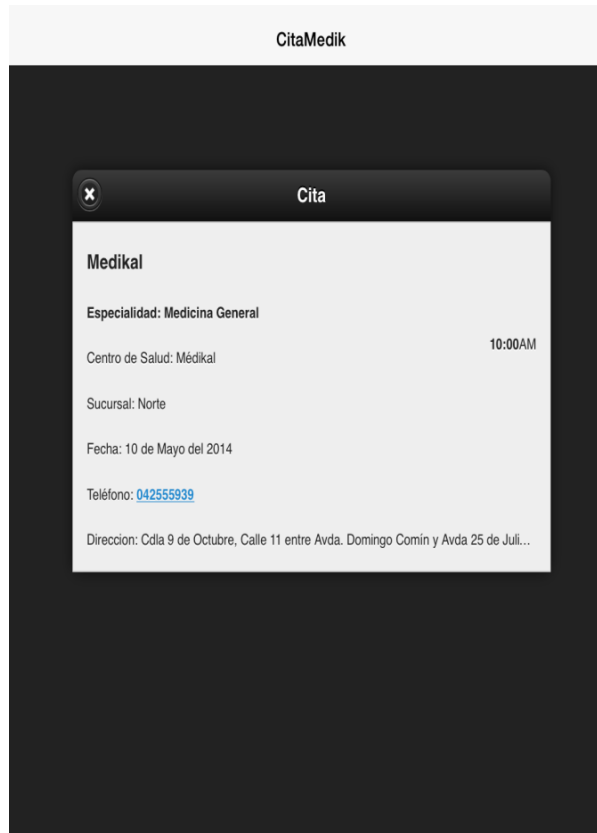 CitaMedik
Cita
Medikal
Especialidad: Medicina General
10:00AM
Centro de Salud: Médikal
Sucursal: Norte
Fecha: 10 de Mayo del 2014
Teléfono: 042555939
Direccion: Cdla 9 de Octubre, Calle 11 entre Avda. Domingo Comín y Avda 25 de Juli...